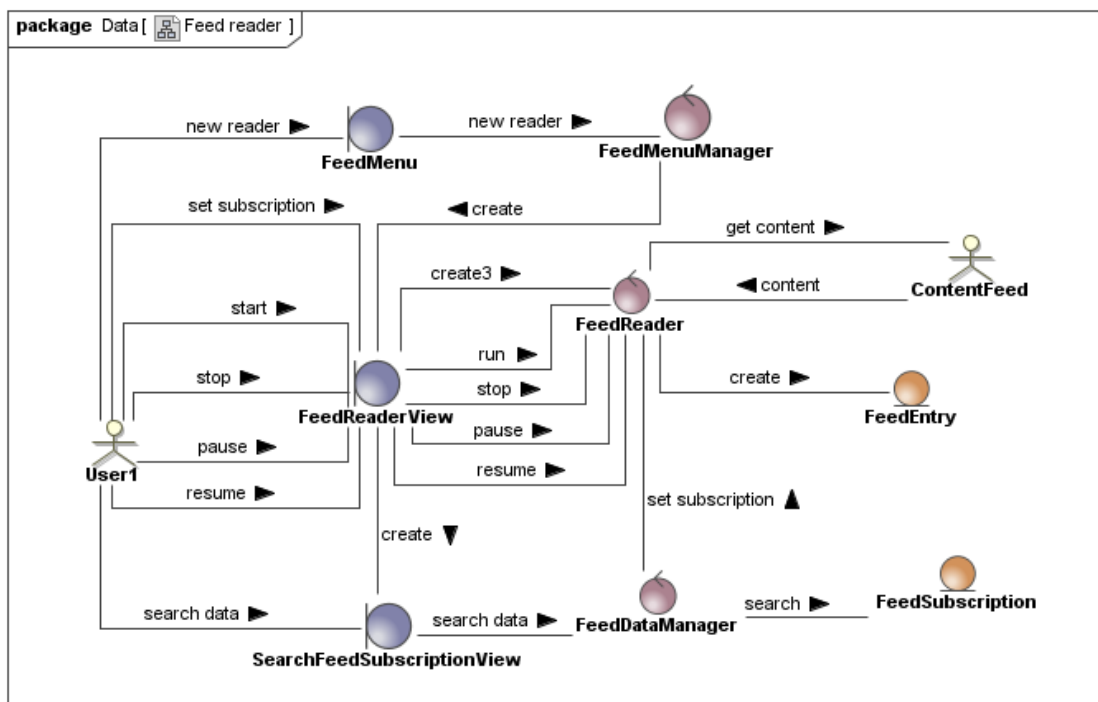 package Data [ Feed reader ]
new reader
new reader
FeedMenu
FeedMenuManager
set subscription
create
get content
create3
content
ContentFeed
start
FeedReader
run
stop
stop
create
FeedReaderView
FeedEntry
pause
pause
User1
resume
resume
set subscription
create
search data
search data
search
FeedSubscription
FeedDataManager
SearchFeedSubscriptionView